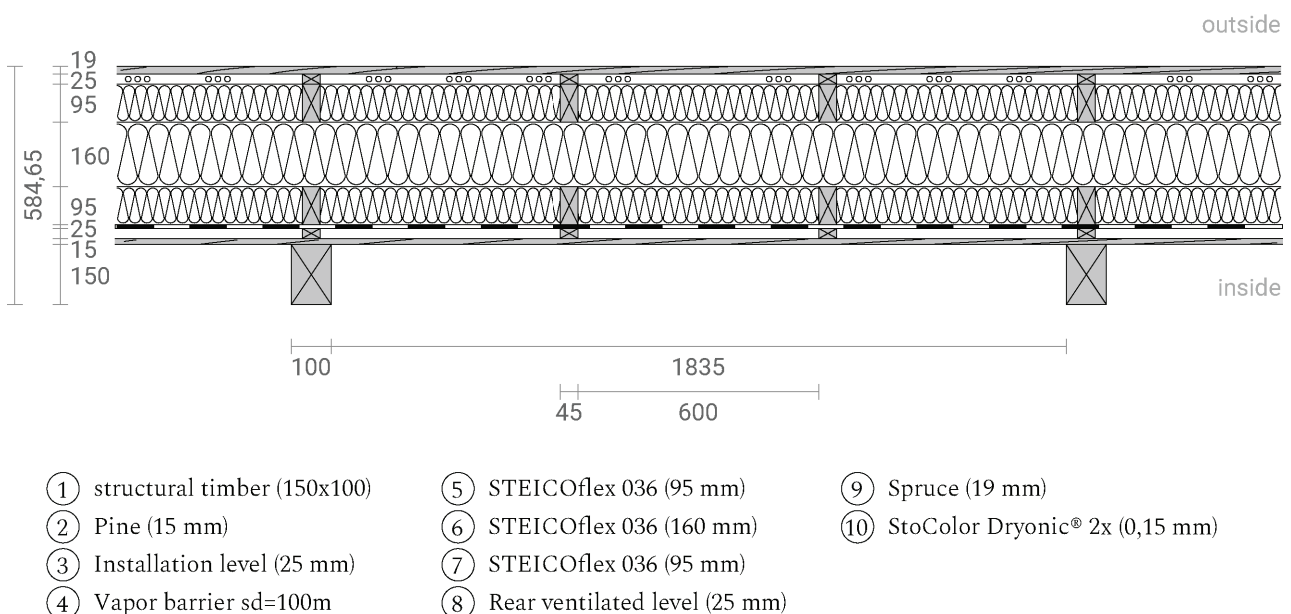 outside
19
25
95
160
584,65
95
25
15
150
inside
100
1835
45
600
1 structural timber (150x100)
2 Pine (15 mm)
3 Installation level (25 mm)
4 Vapor barrier sd=100m
5 STEICOflex 036 (95 mm)
6 STEICOflex 036 (160 mm)
7 STEICOflex 036 (95 mm)
8 Rear ventilated level (25 mm)
9 Spruce (19 mm)
10 StoColor Dryonic® 2x (0,15 mm)